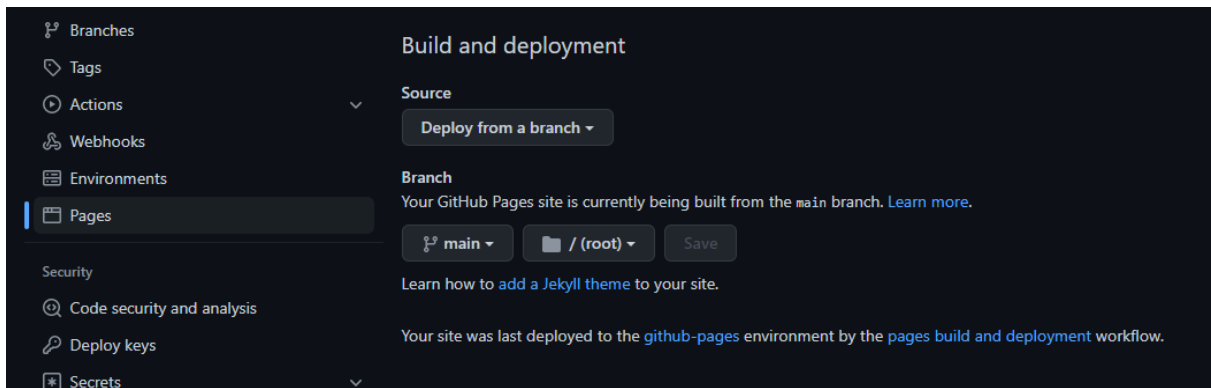 Branches
Tags
Actions
Webhooks
Environments
Pages
Security
Code security and analysis
Deploy keys
Secrets
Build and deployment
Source
Deploy from a branch
Branch
Your GitHub Pages site is currently being built from the main branch. Learn more.
main / (root) Save
Learn how to add a Jekyll theme to your site.
Your site was last deployed to the github-pages environment by the pages build and deployment workflow.